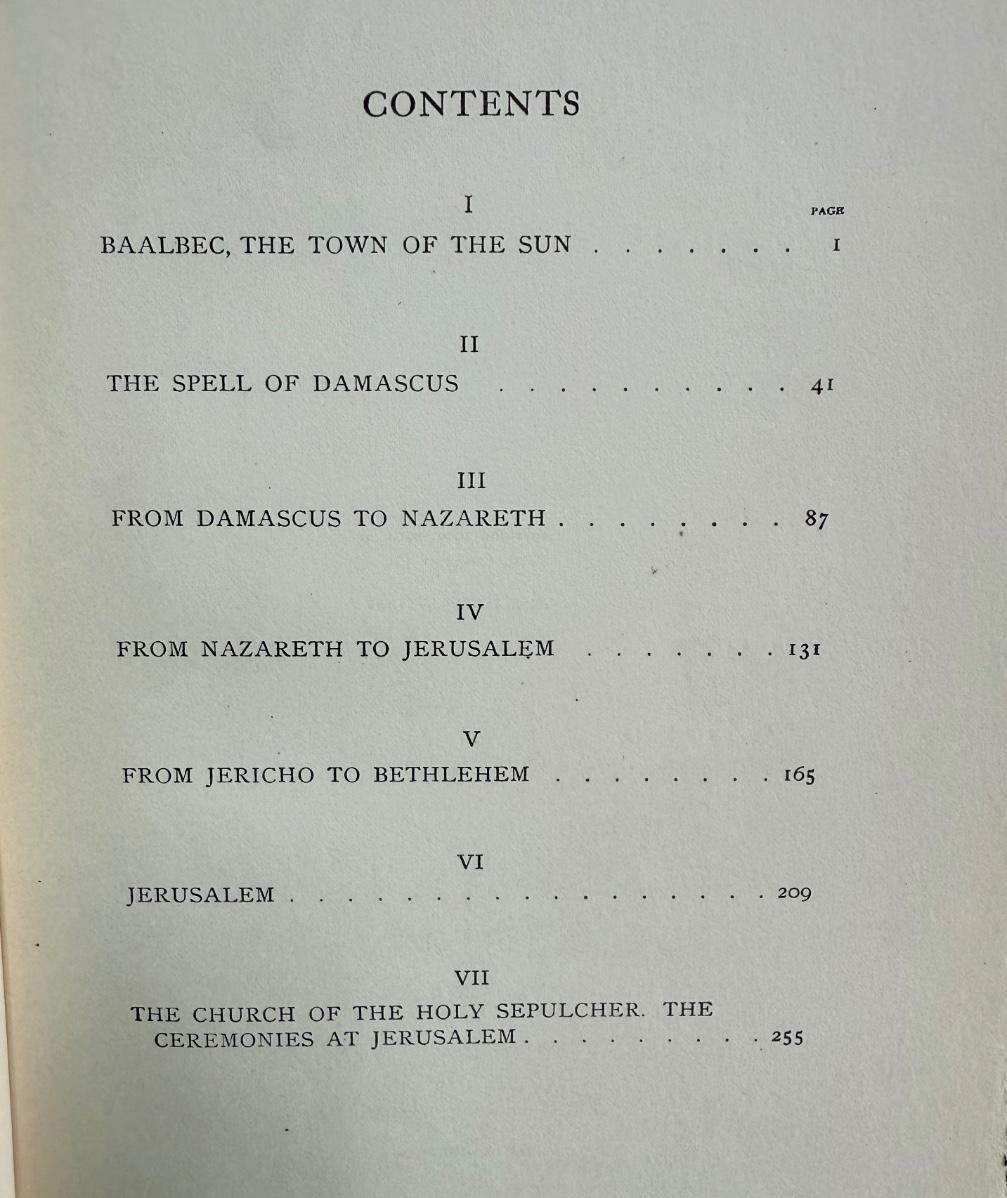 CONTENTS
I
PAGE
BAALBEC, THE TOWN OF THE SUN . . . . . . . 1
II
THE SPELL OF DAMASCUS . . . . . . . . . . 41
III
FROM DAMASCUS TO NAZARETH . . . . . . . . 87
IV
FROM NAZARETH TO JERUSALEM . . . . . . . 131
V
FROM JERICHO TO BETHLEHEM . . . . . . . . 165
VI
JERUSALEM . . . . . . . . . . . . . . . . . 209
VII
THE CHURCH OF THE HOLY SEPULCHER. THE
CEREMONIES AT JERUSALEM . . . . . . . . . 255